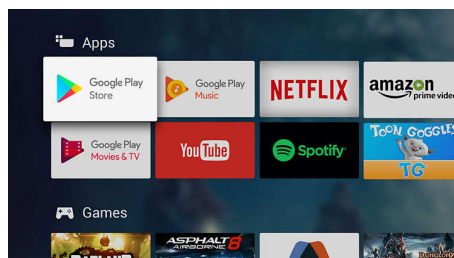 Apps
Google Play
Store
Google Play
Music
NETFLIX
amazon
prime video
Google Play
Movies & TV
YouTube
Spotify
TOON GOGGLES
TG
Games
BADLAND
ASPHALT 8
AIRBORNE